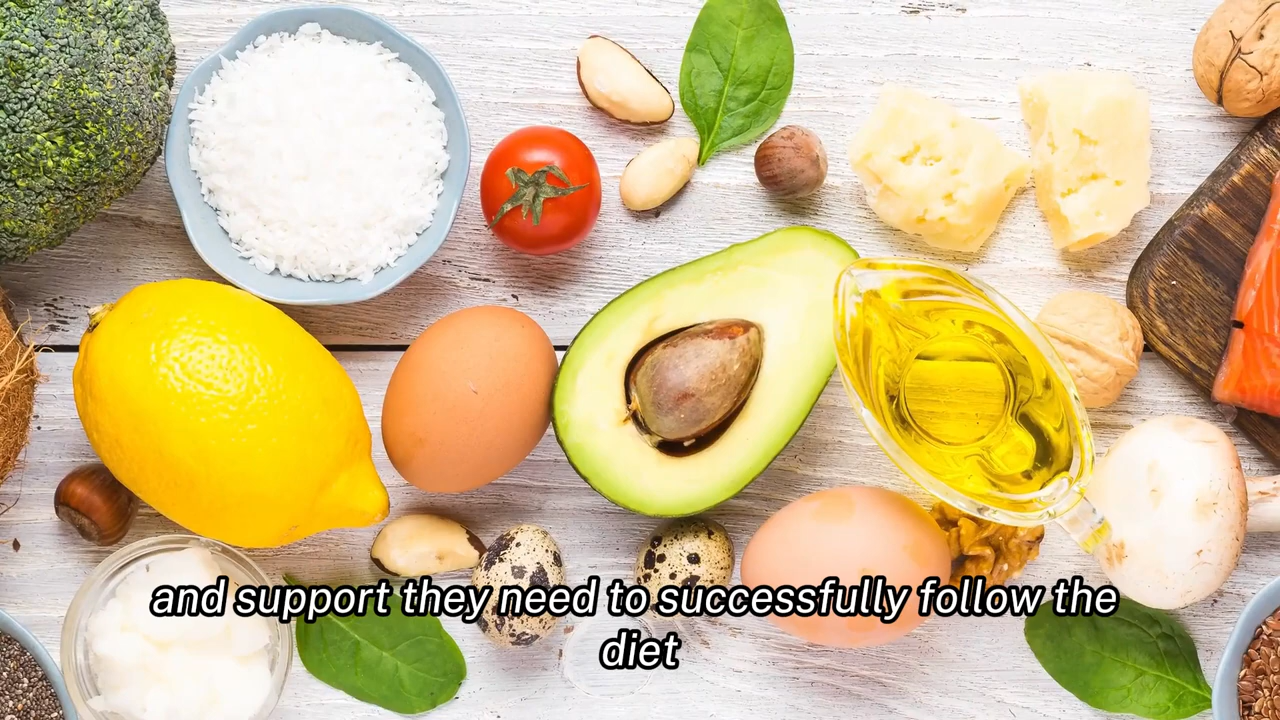 and support they need to successfully follow the
diet